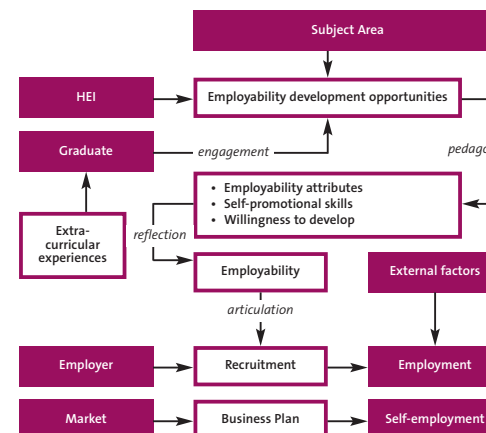 Subject Area
HEI
Employability development opportunities
Graduate
engagement
• Employability attributes
• Self-promotional skills
• Willingness to develop
Extra-
curricular
experiences
reflection
Employability
External factors
articulation
Employer
Recruitment
Employment
Market
Business Plan
Self-employment